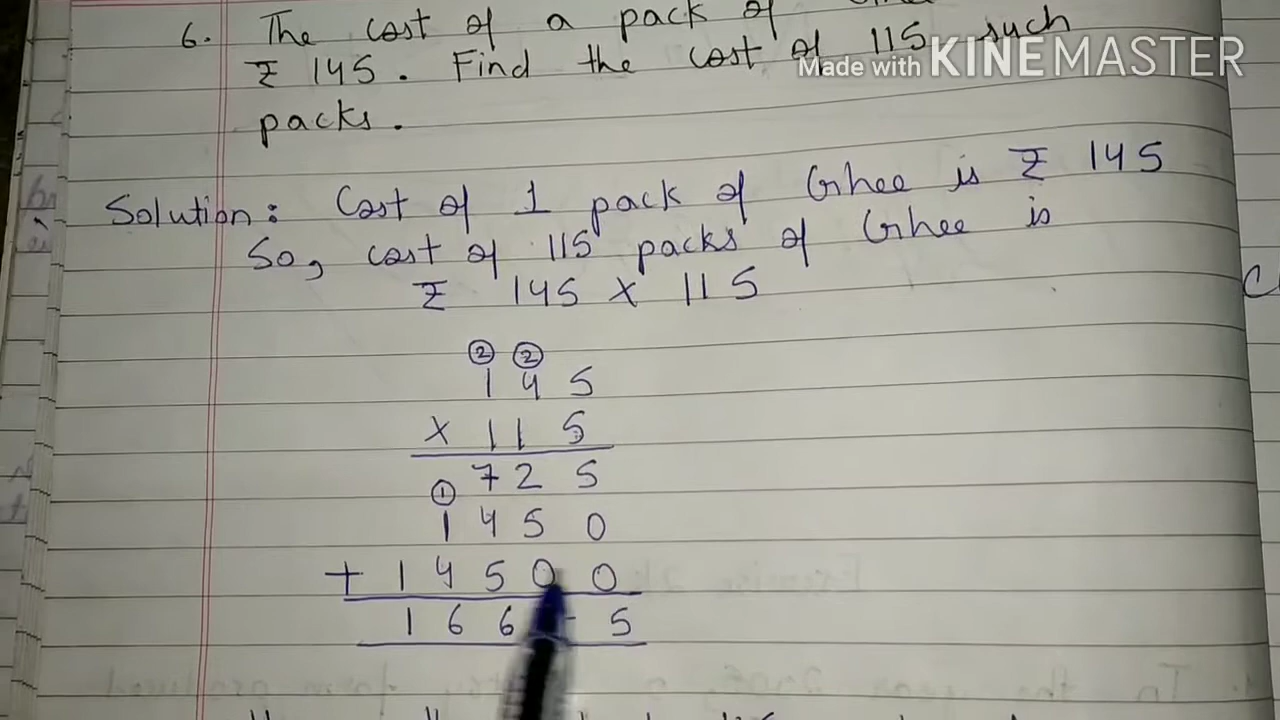 6. The cost of a pack of
₹ 145. Find the cost of 115 such
Made with KINEMASTER
packs.
Solution: Cost of 1 pack of Ghee is ₹ 145
So, cost of 115 packs of Ghee is
₹ 145 x 115
2 2
1 4 5
x 1 1 5
7 2 5
1
1 4 5 0
+ 1 4 5 0 0
1 6 6 5